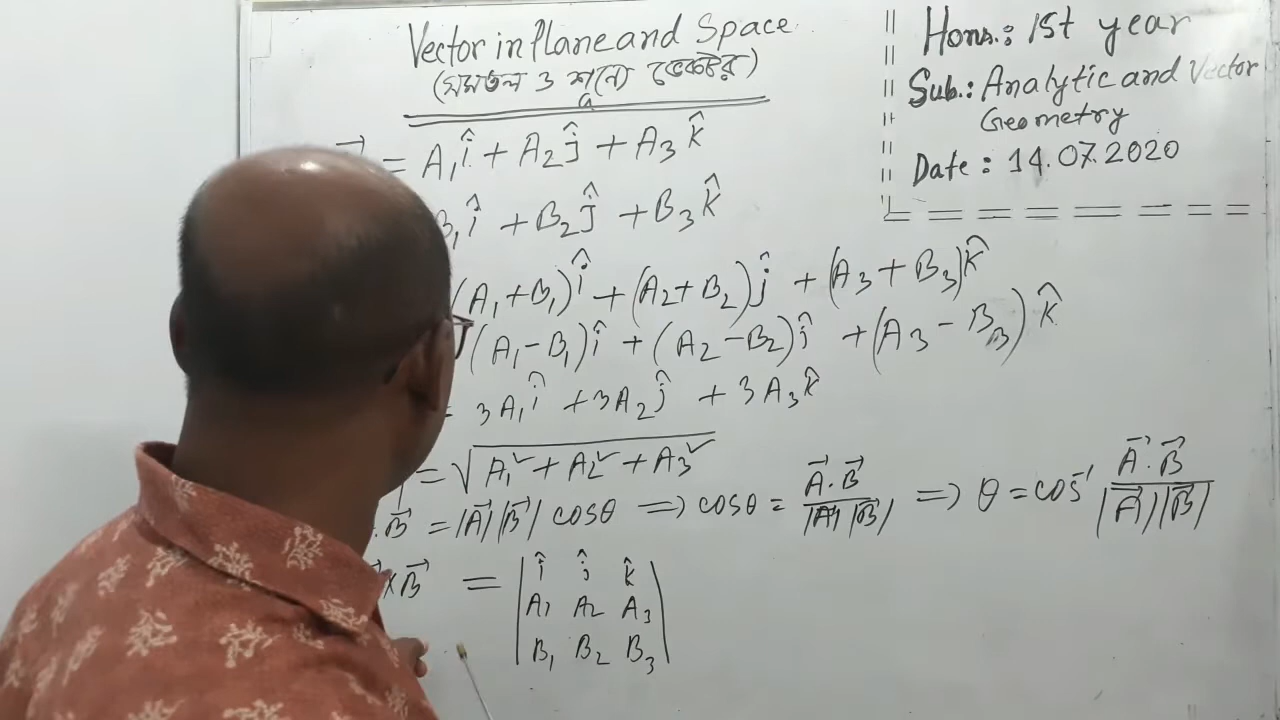 Vector in Plane and Space
(সমতল ও শূন্যে ভেক্টর)
= A₁î + A₂ĵ + A₃k̂
B₁î + B₂ĵ + B₃k̂
(A₁+B₁)î + (A₂+B₂)ĵ + (A₃+B₃)k̂
(A₁-B₁)î + (A₂-B₂)ĵ + (A₃-B₃)k̂
= 3A₁î + 3A₂ĵ + 3A₃k̂
= √(A₁² + A₂² + A₃²)
.B⃗ = |A⃗||B⃗| cosθ ⟹ cosθ = A⃗.B⃗ / |A⃗||B⃗| ⟹ θ = cos⁻¹ A⃗.B⃗ / |A⃗||B⃗|
×B⃗ = | î ĵ k̂ |
| A₁ A₂ A₃ |
| B₁ B₂ B₃ |
Hons.: 1st year
Sub.: Analytic and Vector
Geometry
Date: 14.07.2020